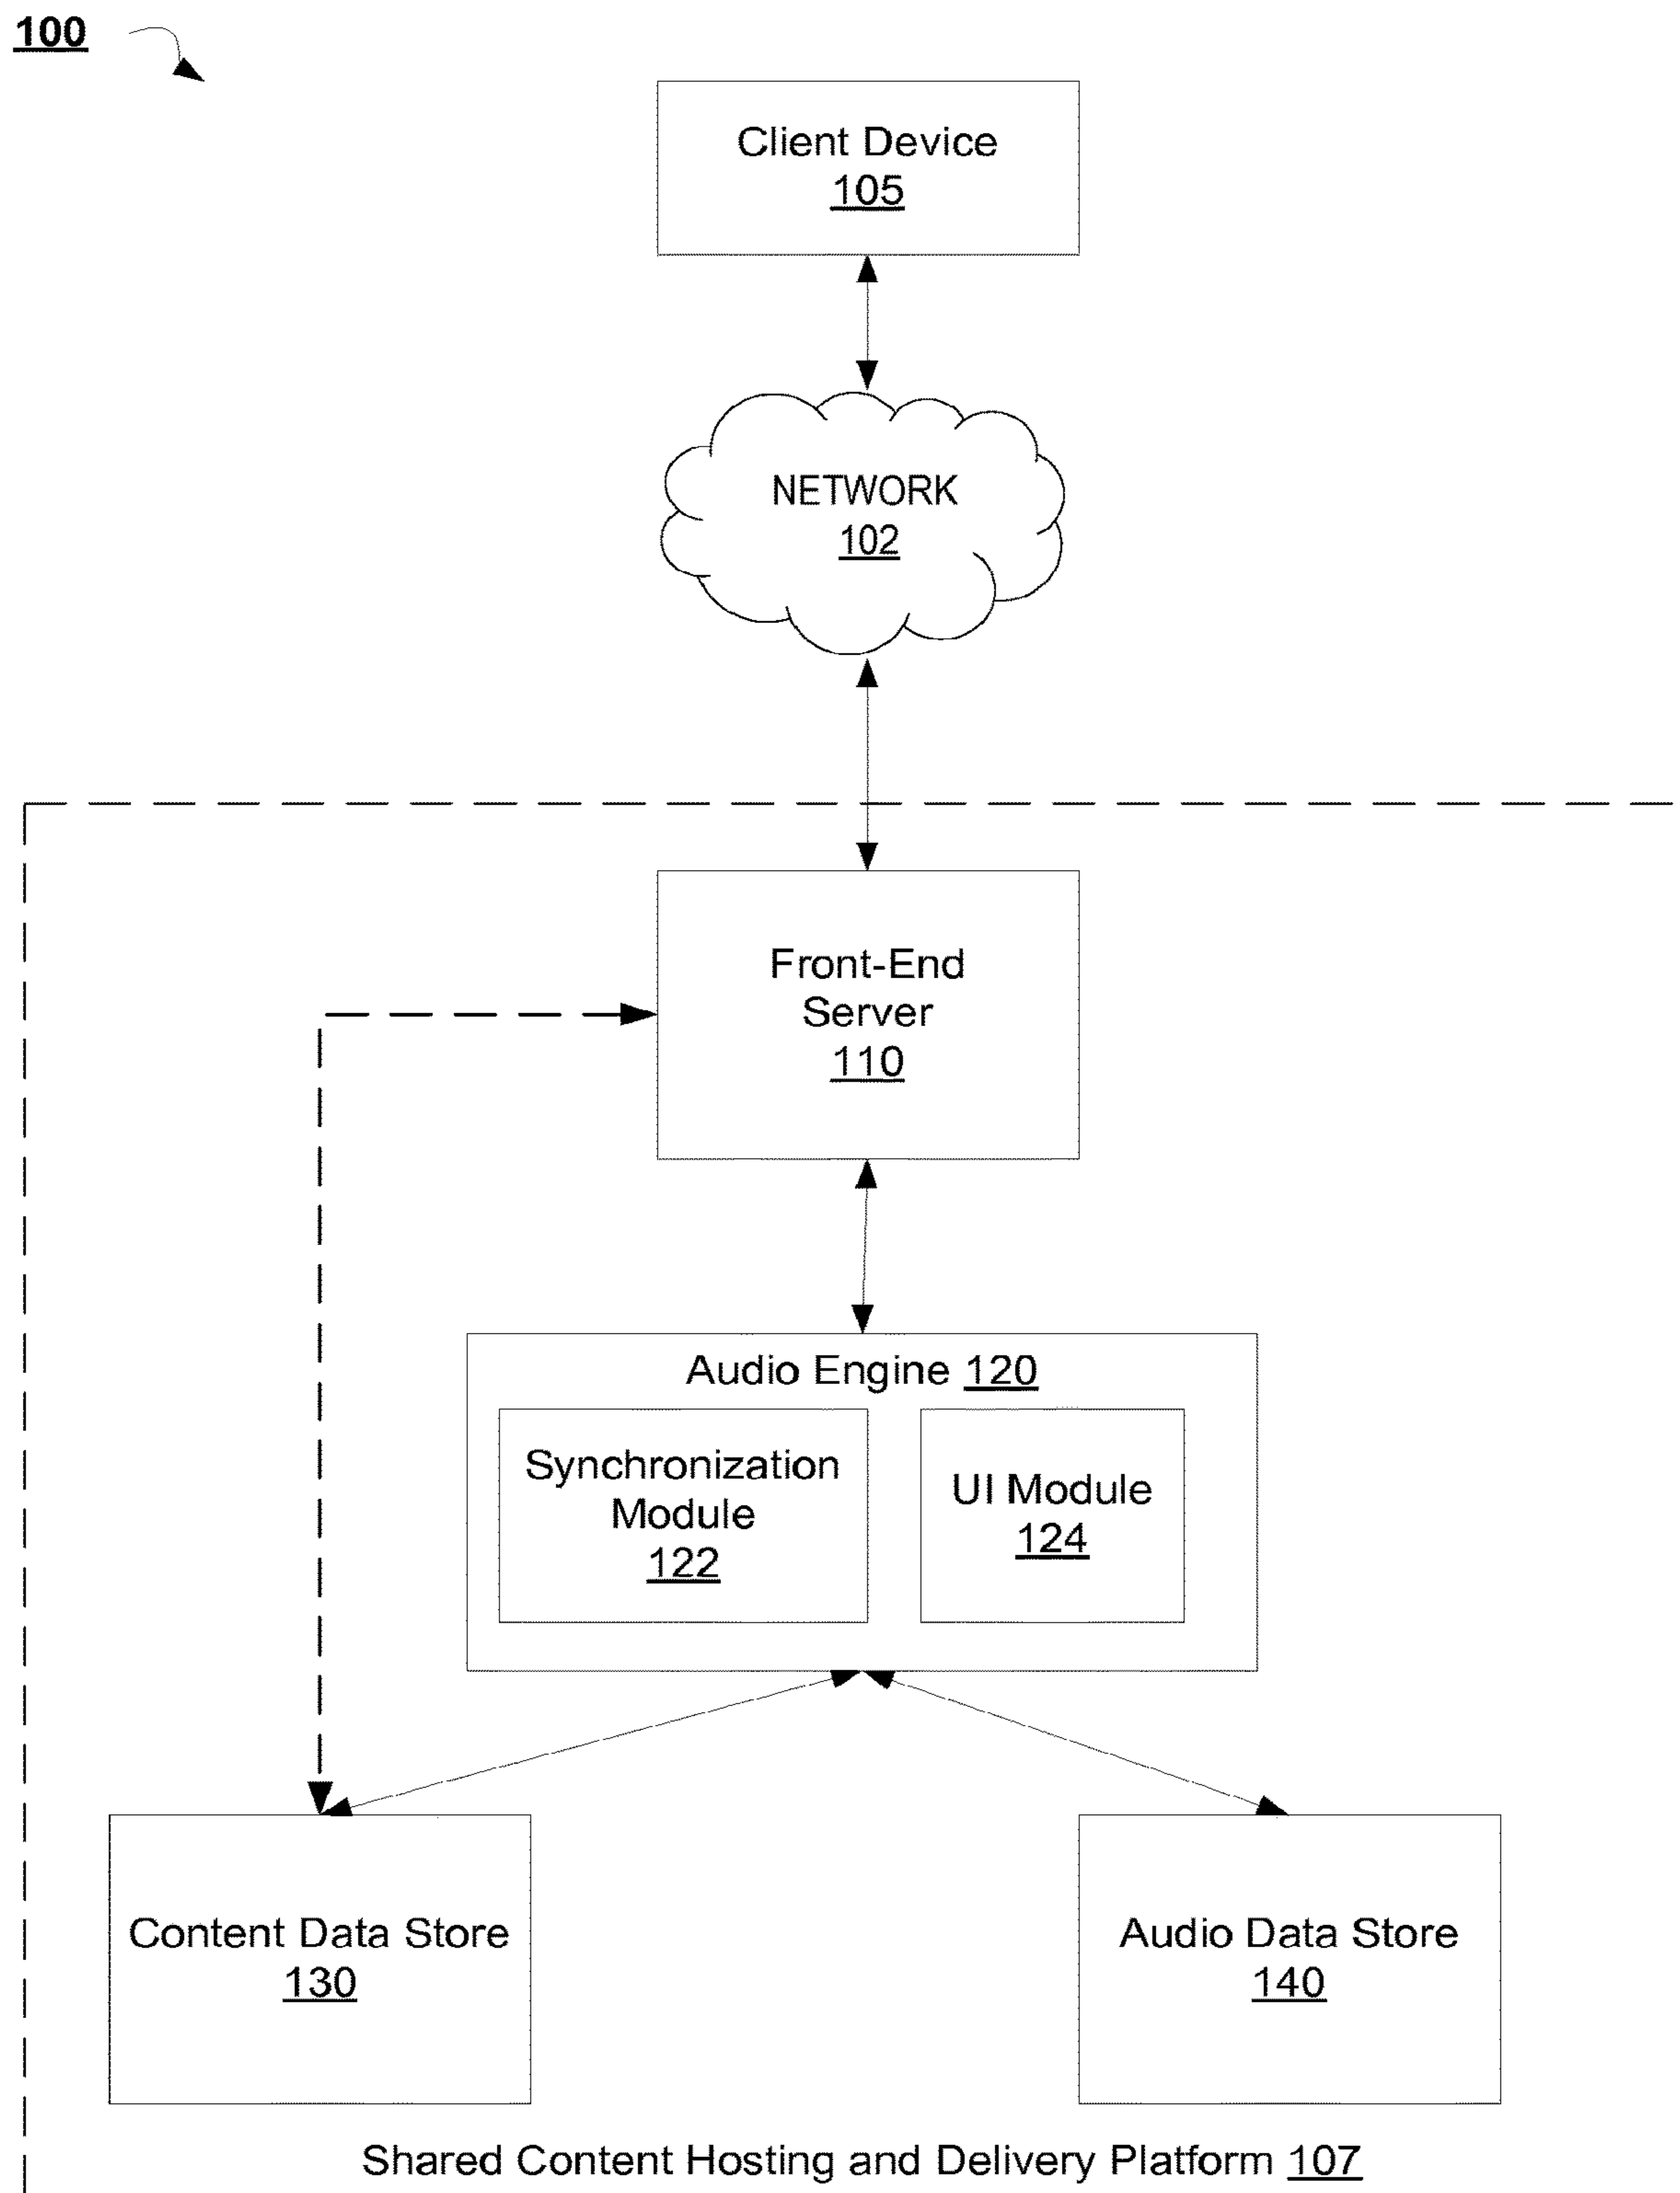 100
Client Device
105
NETWORK
102
Front-End
Server
110
Audio Engine 120
Synchronization
Module
122
UI Module
124
Content Data Store
130
Audio Data Store
140
Shared Content Hosting and Delivery Platform 107